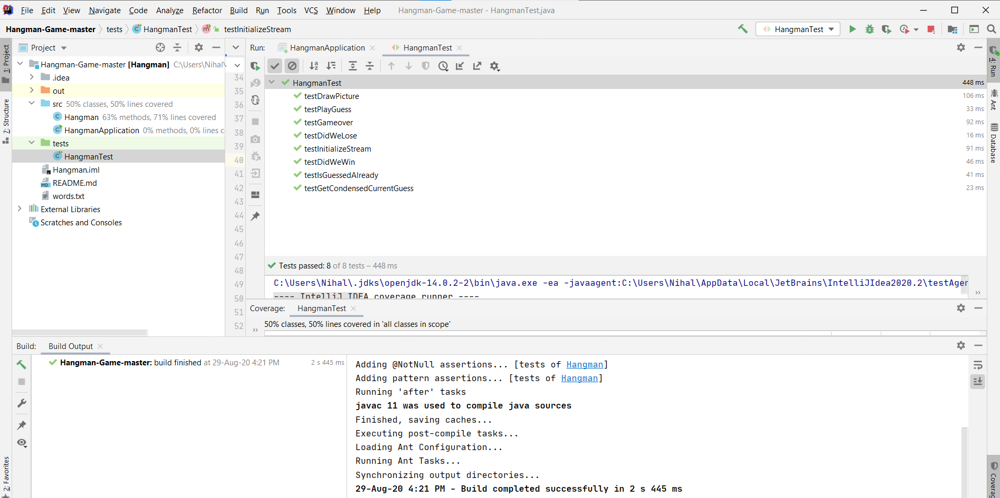 File Edit View Navigate Code Analyze Refactor Build Run Tools VCS Window Help Hangman-Game-master - HangmanTest.java
Hangman-Game-master tests HangmanTest testInitializeStream HangmanTest
1: Project
7: Structure
2: Favorites
Project
Hangman-Game-master [Hangman] C:\Users\Nihal\
.idea
out
src 50% classes, 50% lines covered
Hangman 63% methods, 71% lines covered
HangmanApplication 0% methods, 0% lines c
tests
HangmanTest
Hangman.iml
README.md
words.txt
External Libraries
Scratches and Consoles
34
35
36
37
38
39
40
41
42
43
44
45
46
47
48
49
50
51
52
Run: HangmanApplication HangmanTest
HangmanTest 448 ms
testDrawPicture 106 ms
testPlayGuess 33 ms
testGameover 92 ms
testDidWeLose 16 ms
testInitializeStream 91 ms
testDidWeWin 46 ms
testIsGuessedAlready 41 ms
testGetCondensedCurrentGuess 23 ms
Tests passed: 8 of 8 tests – 448 ms
C:\Users\Nihal\.jdks\openjdk-14.0.2-2\bin\java.exe -ea -javaagent:C:\Users\Nihal\AppData\Local\JetBrains\IntelliJIdea2020.2\testAgen
---- IntelliJ IDEA coverage runner ----
Coverage: HangmanTest
50% classes, 50% lines covered in 'all classes in scope'
4: Run
Ant
Database
Coverag
Build: Build Output
Hangman-Game-master: build finished at 29-Aug-20 4:21 PM 2 s 445 ms
Adding @NotNull assertions... [tests of Hangman]
Adding pattern assertions... [tests of Hangman]
Running 'after' tasks
javac 11 was used to compile java sources
Finished, saving caches...
Executing post-compile tasks...
Loading Ant Configuration...
Running Ant Tasks...
Synchronizing output directories...
29-Aug-20 4:21 PM - Build completed successfully in 2 s 445 ms